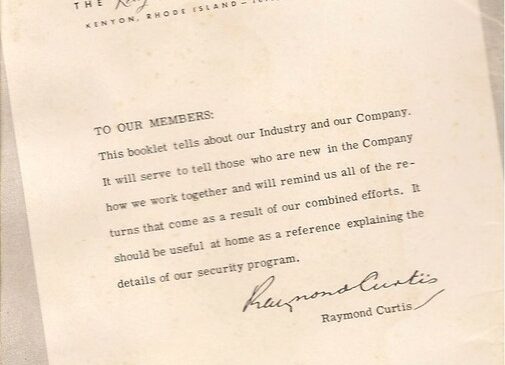 THE
KENYON, RHODE ISLAND –
TO OUR MEMBERS:
This booklet tells about our Industry and our Company.
It will serve to tell those who are new in the Company
how we work together and will remind us all of the re-
turns that come as a result of our combined efforts. It
should be useful at home as a reference explaining the
details of our security program.
Raymond Curtis
Raymond Curtis